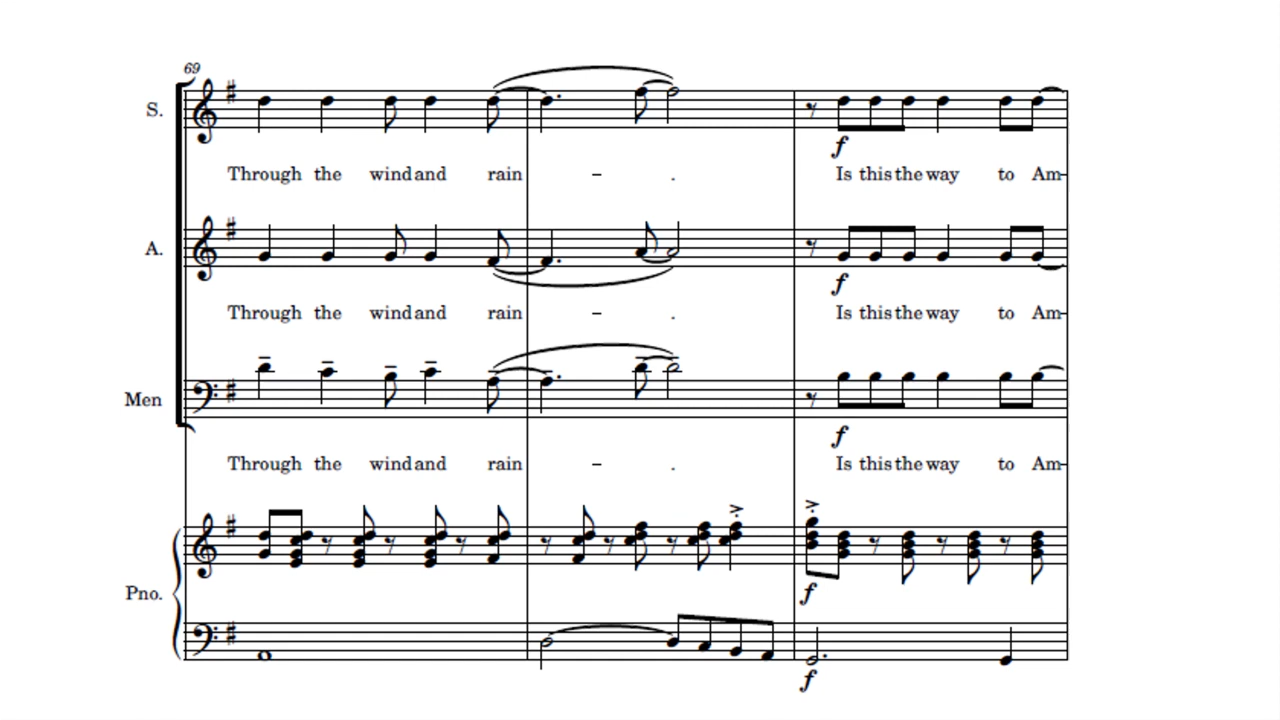 69
S.
f
Through the wind and rain - . Is this the way to Am-
A.
f
Through the wind and rain - . Is this the way to Am-
Men
f
Through the wind and rain - . Is this the way to Am-
Pno.
f
f